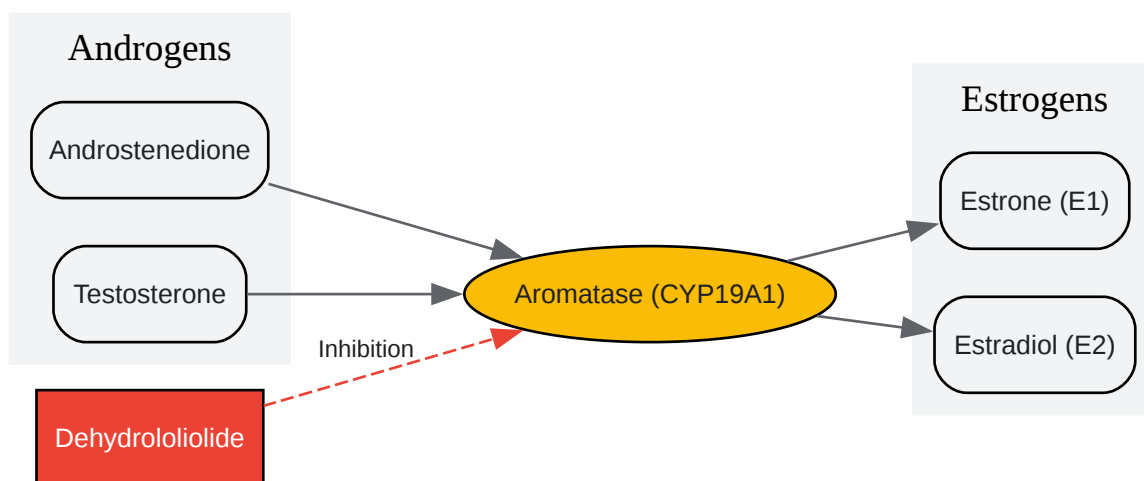 Androgens
Androstenedione
Testosterone
Inhibition
Dehydrololiolide
Aromatase (CYP19A1)
Estrogens
Estrone (E1)
Estradiol (E2)